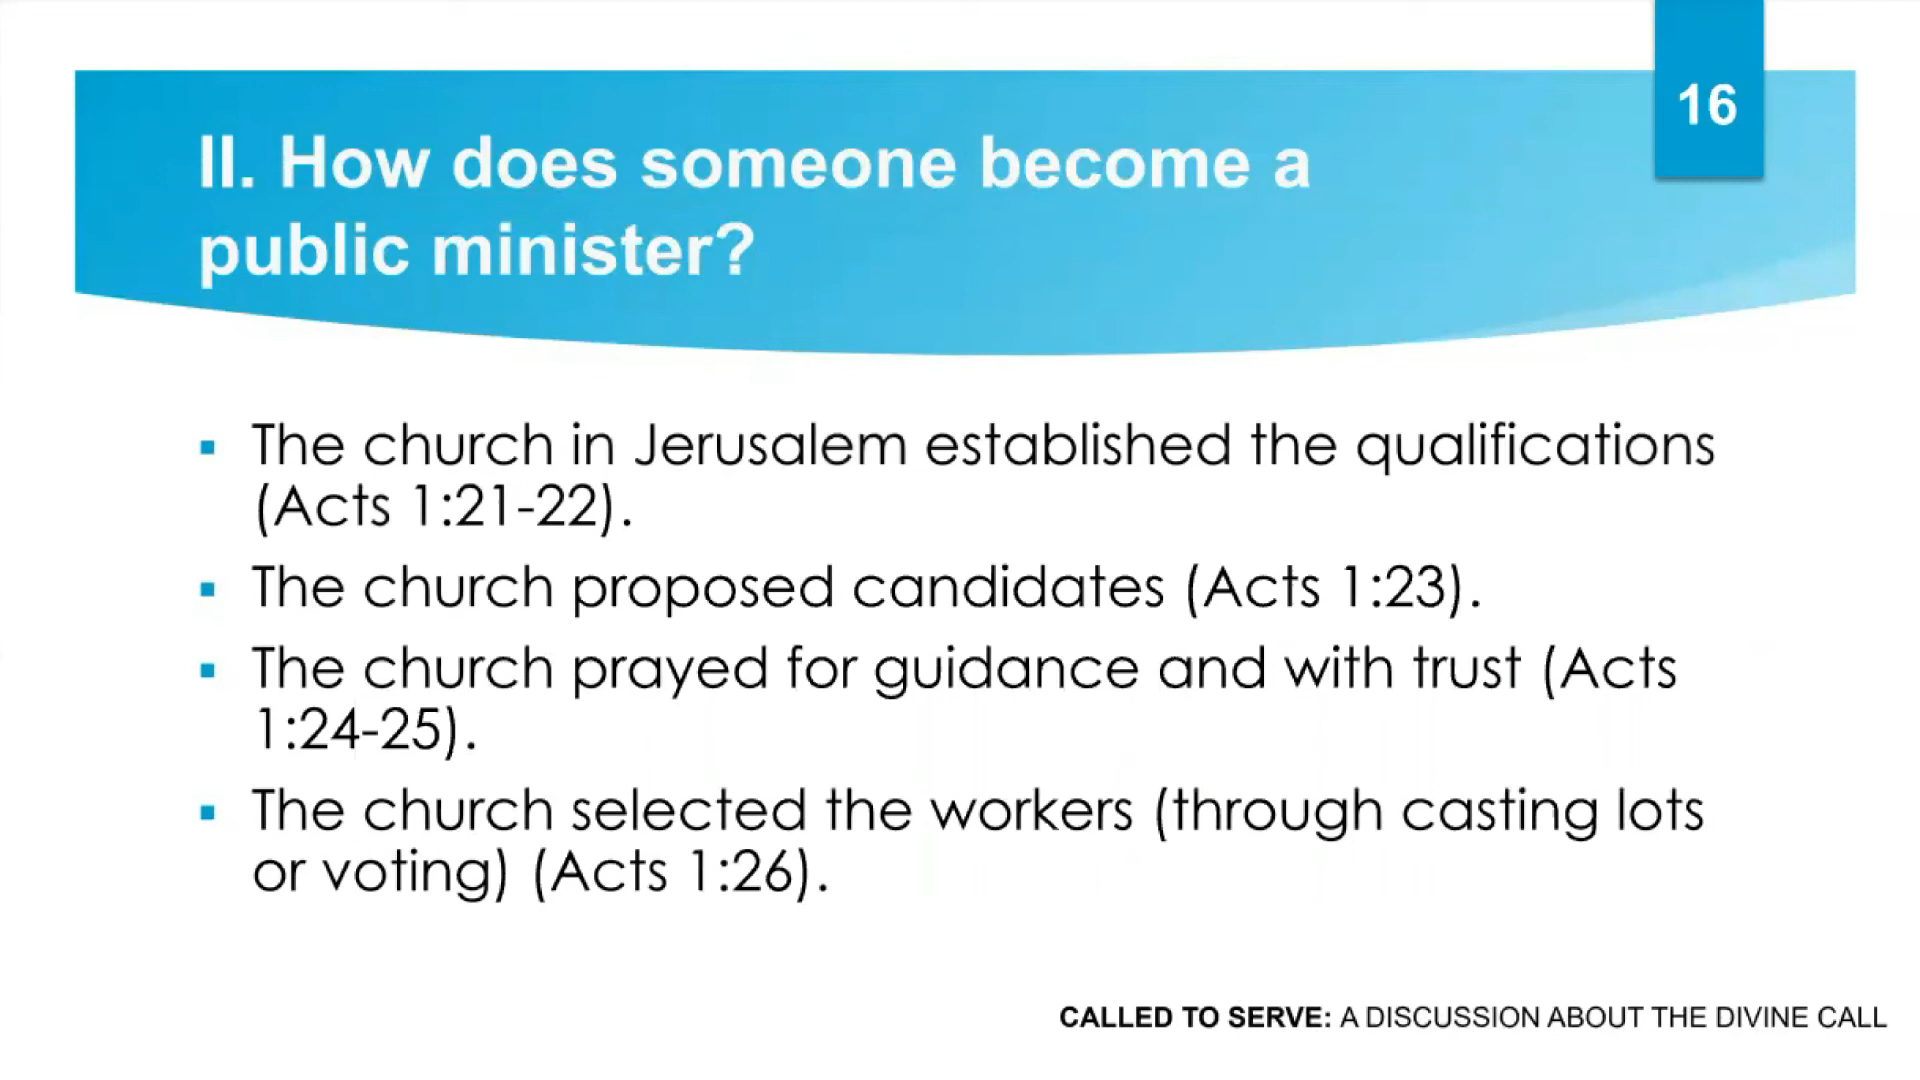 16
II. How does someone become a
public minister?
▪ The church in Jerusalem established the qualifications
(Acts 1:21-22).
▪ The church proposed candidates (Acts 1:23).
▪ The church prayed for guidance and with trust (Acts
1:24-25).
▪ The church selected the workers (through casting lots
or voting) (Acts 1:26).
CALLED TO SERVE: A DISCUSSION ABOUT THE DIVINE CALL